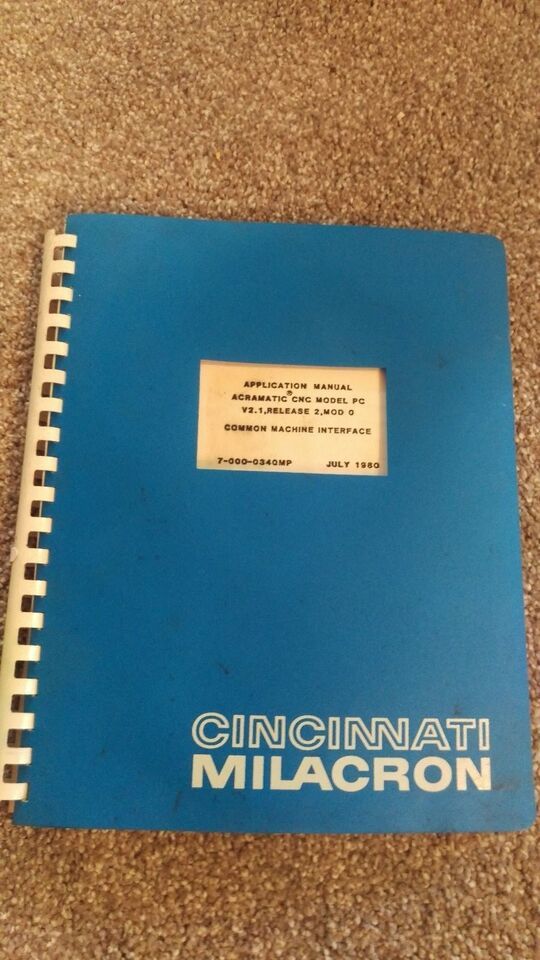 APPLICATION MANUAL
®
ACRAMATIC CNC MODEL PC
V2.1,RELEASE 2,MOD 0
COMMON MACHINE INTERFACE
7-000-0340MP JULY 1980
CINCINNATI
MILACRON